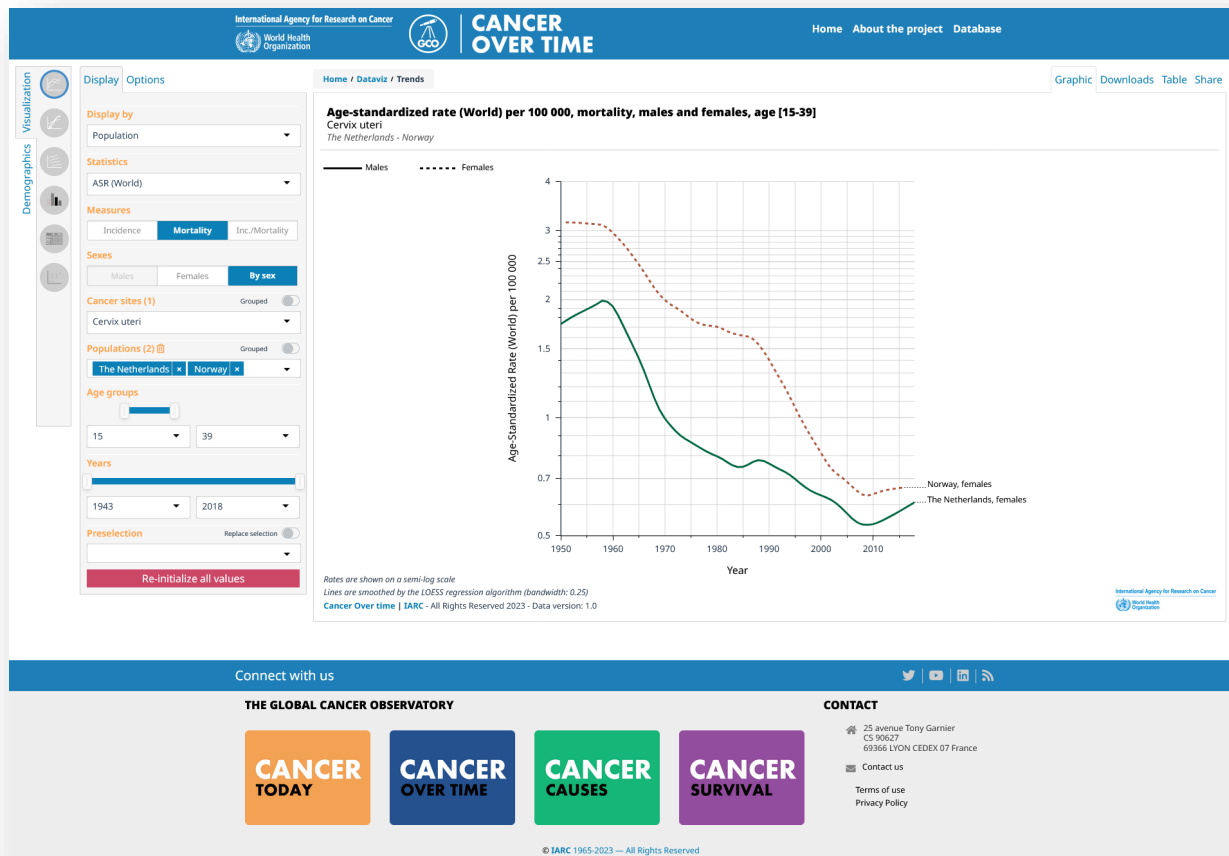 International Agency for Research on Cancer
World Health
Organization
GCO
CANCER
OVER TIME
Home About the project Database
Visualization
Demographics
Display Options
Display by
Population
Statistics
ASR (World)
Measures
Incidence Mortality Inc./Mortality
Sexes
Males Females By sex
Cancer sites (1) Grouped
Cervix uteri
Populations (2) Grouped
The Netherlands × Norway ×
Age groups
15 39
Years
1943 2018
Preselection Replace selection
Re-initialize all values
Home / Dataviz / Trends
Graphic Downloads Table Share
Age-standardized rate (World) per 100 000, mortality, males and females, age [15-39]
Cervix uteri
The Netherlands - Norway
Males Females
Age-Standardized Rate (World) per 100 000
4
3
2.5
2
1.5
1
0.7
0.5
1950 1960 1970 1980 1990 2000 2010
Year
Norway, females
The Netherlands, females
Rates are shown on a semi-log scale
Lines are smoothed by the LOESS regression algorithm (bandwidth: 0.25)
Cancer Over time | IARC - All Rights Reserved 2023 - Data version: 1.0
International Agency for Research on Cancer
World Health
Organization
Connect with us
THE GLOBAL CANCER OBSERVATORY
CANCER
TODAY
CANCER
OVER TIME
CANCER
CAUSES
CANCER
SURVIVAL
CONTACT
25 avenue Tony Garnier
CS 90627
69366 LYON CEDEX 07 France
Contact us
Terms of use
Privacy Policy
© IARC 1965-2023 — All Rights Reserved